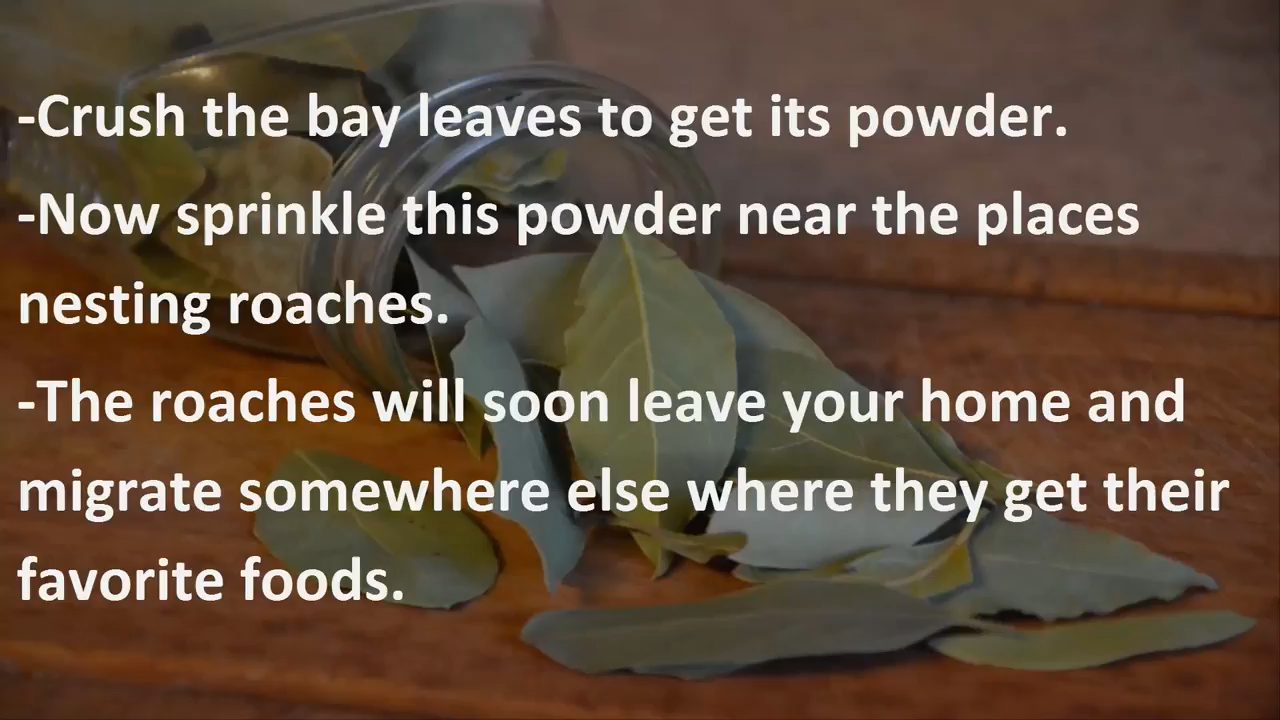 -Crush the bay leaves to get its powder.
-Now sprinkle this powder near the places
nesting roaches.
-The roaches will soon leave your home and
migrate somewhere else where they get their
favorite foods.